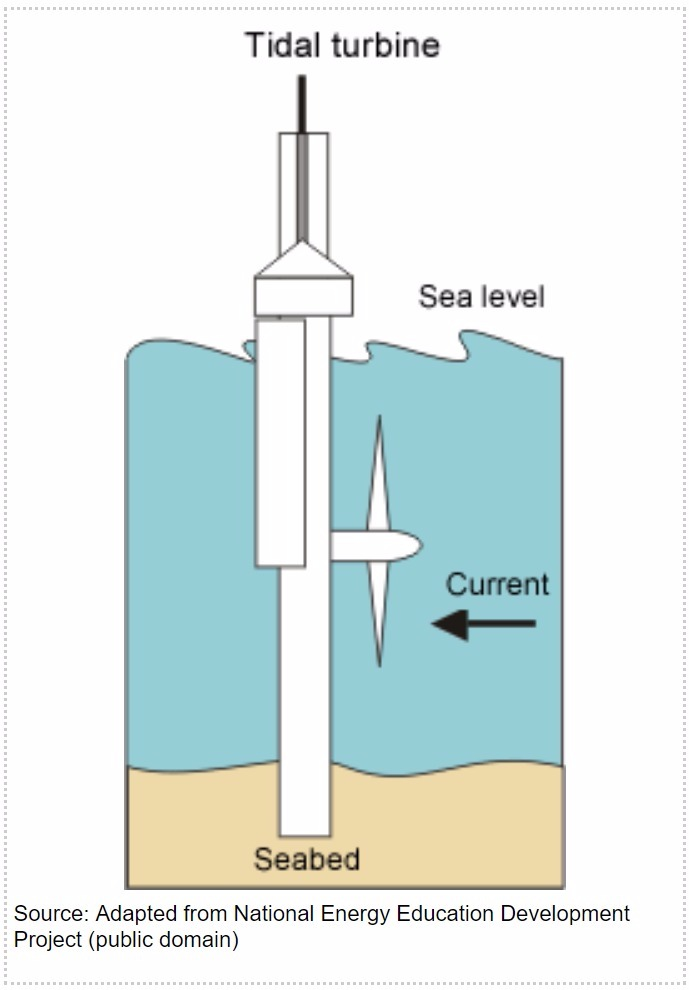 Tidal turbine
Sea level
Current
Seabed
Source: Adapted from National Energy Education Development
Project (public domain)